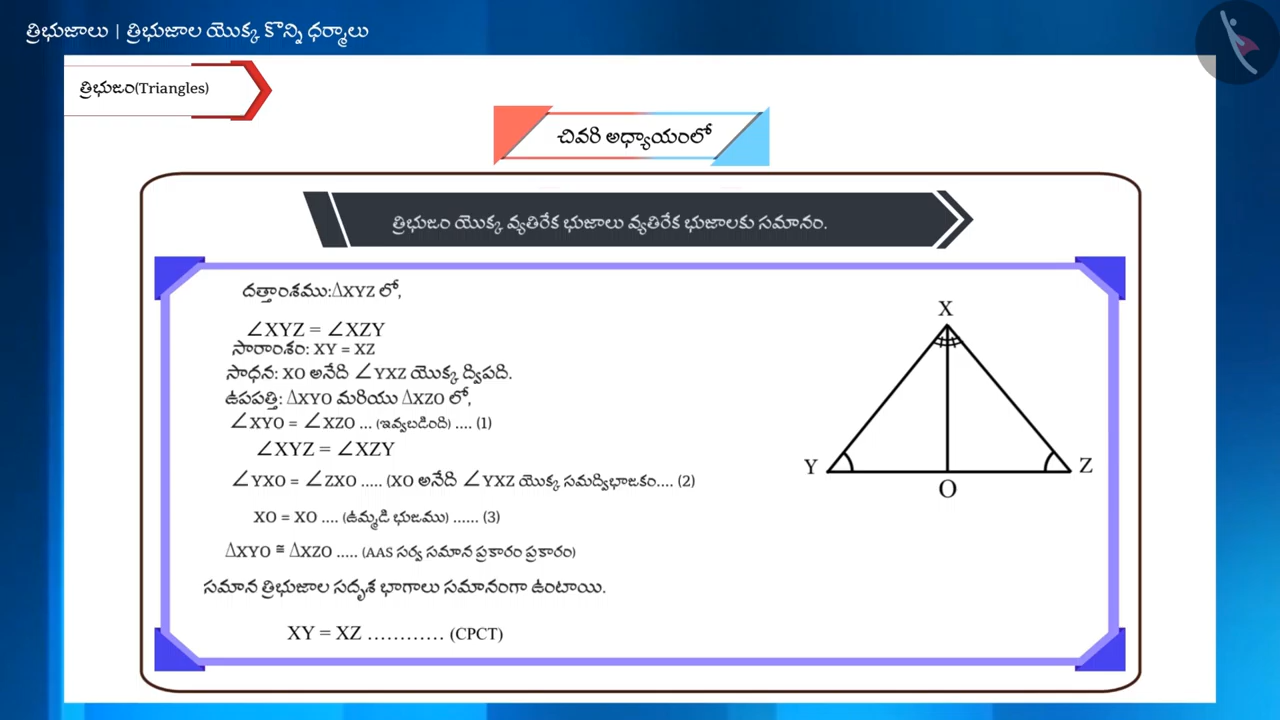 త్రిభుజాలు | త్రిభుజాల యొక్క కొన్ని ధర్మాలు
త్రిభుజం(Triangles)
చివరి అధ్యాయంలో
త్రిభుజం యొక్క వ్యతిరేక భుజాలు వ్యతిరేక భుజాలకు సమానం.
దత్తాంశము:ΔXYZ లో,
∠XYZ = ∠XZY
సారాంశం: XY = XZ
సాధన: XO అనేది ∠YXZ యొక్క ద్విపది.
ఉపపత్తి: ΔXYO మరియు ΔXZO లో,
∠XYO = ∠XZO ... (ఇవ్వబడింది) .... (1)
∠XYZ = ∠XZY
∠YXO = ∠ZXO ..... (XO అనేది ∠YXZ యొక్క సమద్విభాజకం.... (2)
XO = XO .... (ఉమ్మడి భుజము) ...... (3)
ΔXYO ≅ ΔXZO ..... (AAS సర్వ సమాన ప్రకారం ప్రకారం)
సమాన త్రిభుజాల సదృశ భాగాలు సమానంగా ఉంటాయి.
XY = XZ ............ (CPCT)
X
Y
Z
O